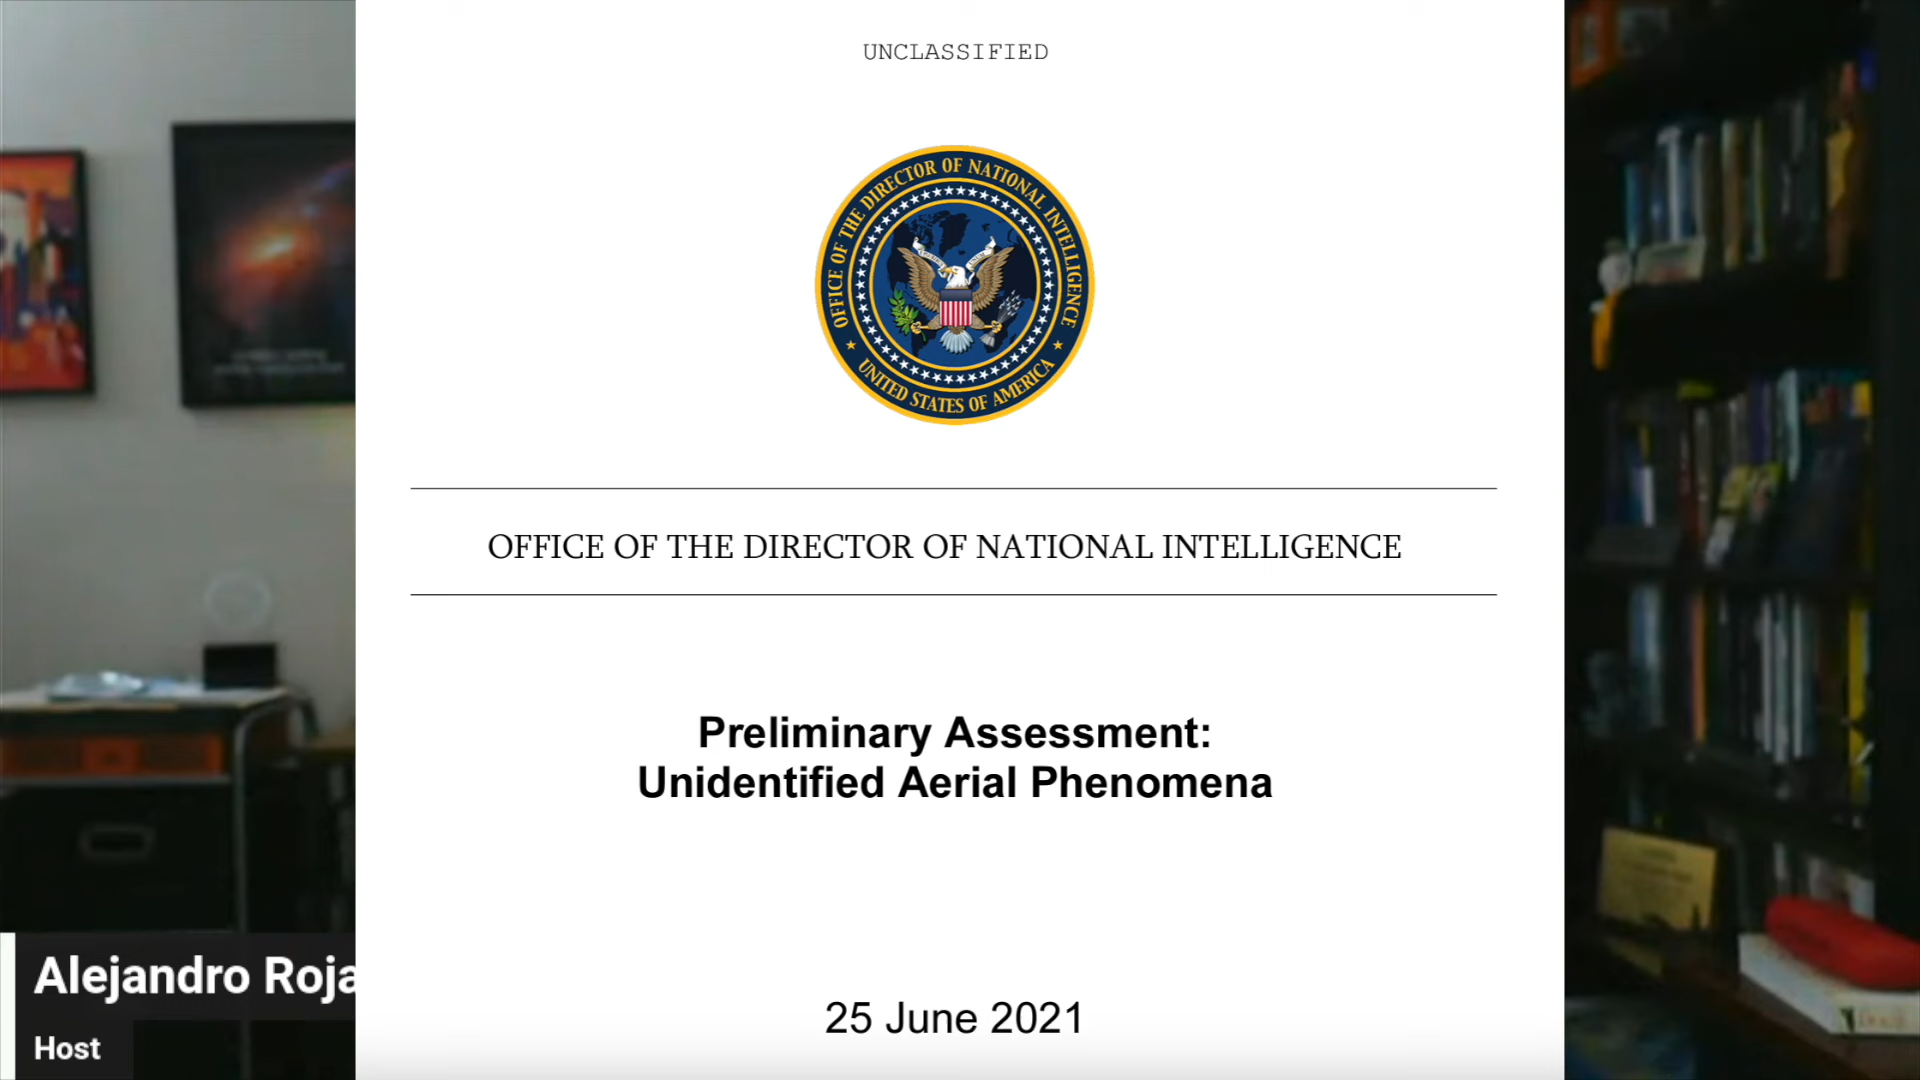 UNCLASSIFIED
OFFICE OF THE DIRECTOR OF NATIONAL INTELLIGENCE
UNITED STATES OF AMERICA
OFFICE OF THE DIRECTOR OF NATIONAL INTELLIGENCE
Preliminary Assessment:
Unidentified Aerial Phenomena
25 June 2021
Alejandro Roja
Host